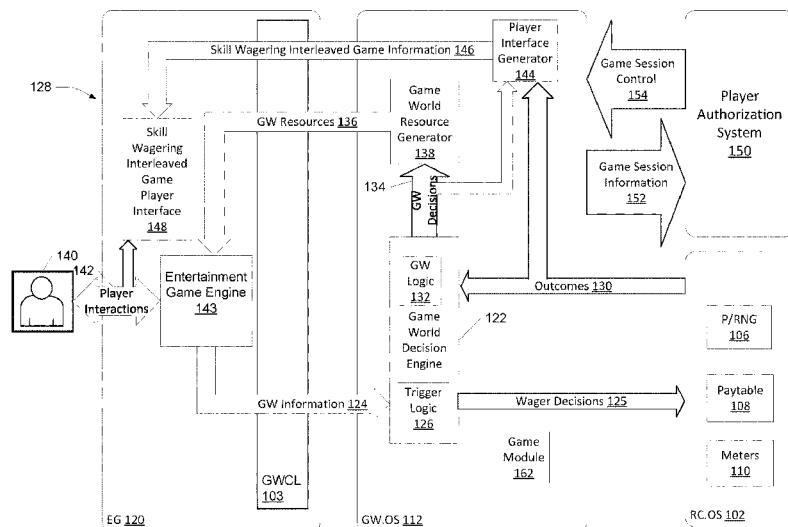 Skill Wagering Interleaved Game Information 146
Player
Interface
Generator
144
Game Session
Control
154
Player
Authorization
System
150
128
Game
World
Resource
Generator
138
GW Resources 136
Skill
Wagering
Interleaved
Game
Player
Interface
148
134
GW
Decisions
Game Session
Information
152
140
142
Player
Interactions
Entertainment
Game Engine
143
GW
Logic
132
Outcomes 130
Game
World
Decision
Engine
122
P/RNG
106
GW Information 124
Trigger
Logic
126
Wager Decisions 125
Paytable
108
Game
Module
162
Meters
110
GWCL
103
EG 120
GW.OS 112
RC.OS 102